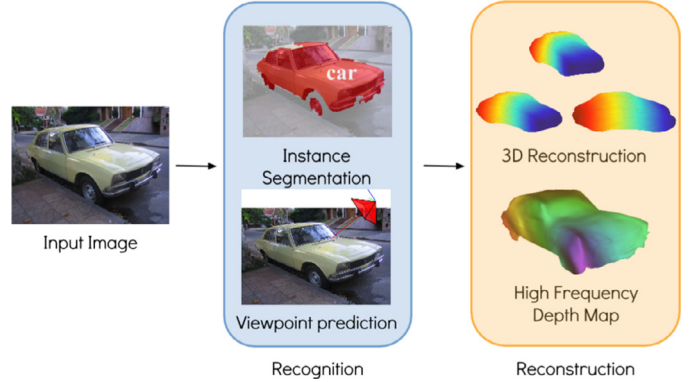 car
Input Image
Instance
Segmentation
Viewpoint prediction
Recognition
3D Reconstruction
High Frequency
Depth Map
Reconstruction